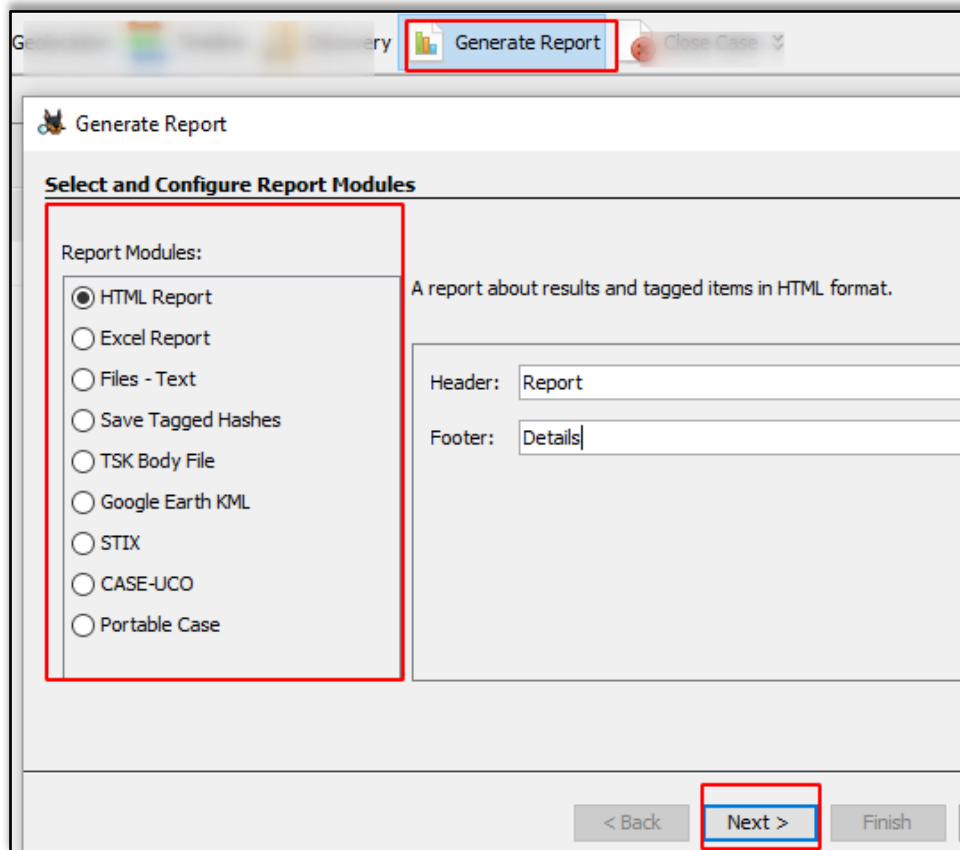 Generate Report
Generate Report
Select and Configure Report Modules
Report Modules:
HTML Report
Excel Report
Files - Text
Save Tagged Hashes
TSK Body File
Google Earth KML
STIX
CASE-UCO
Portable Case
A report about results and tagged items in HTML format.
Header: Report
Footer: Details
< Back Next > Finish